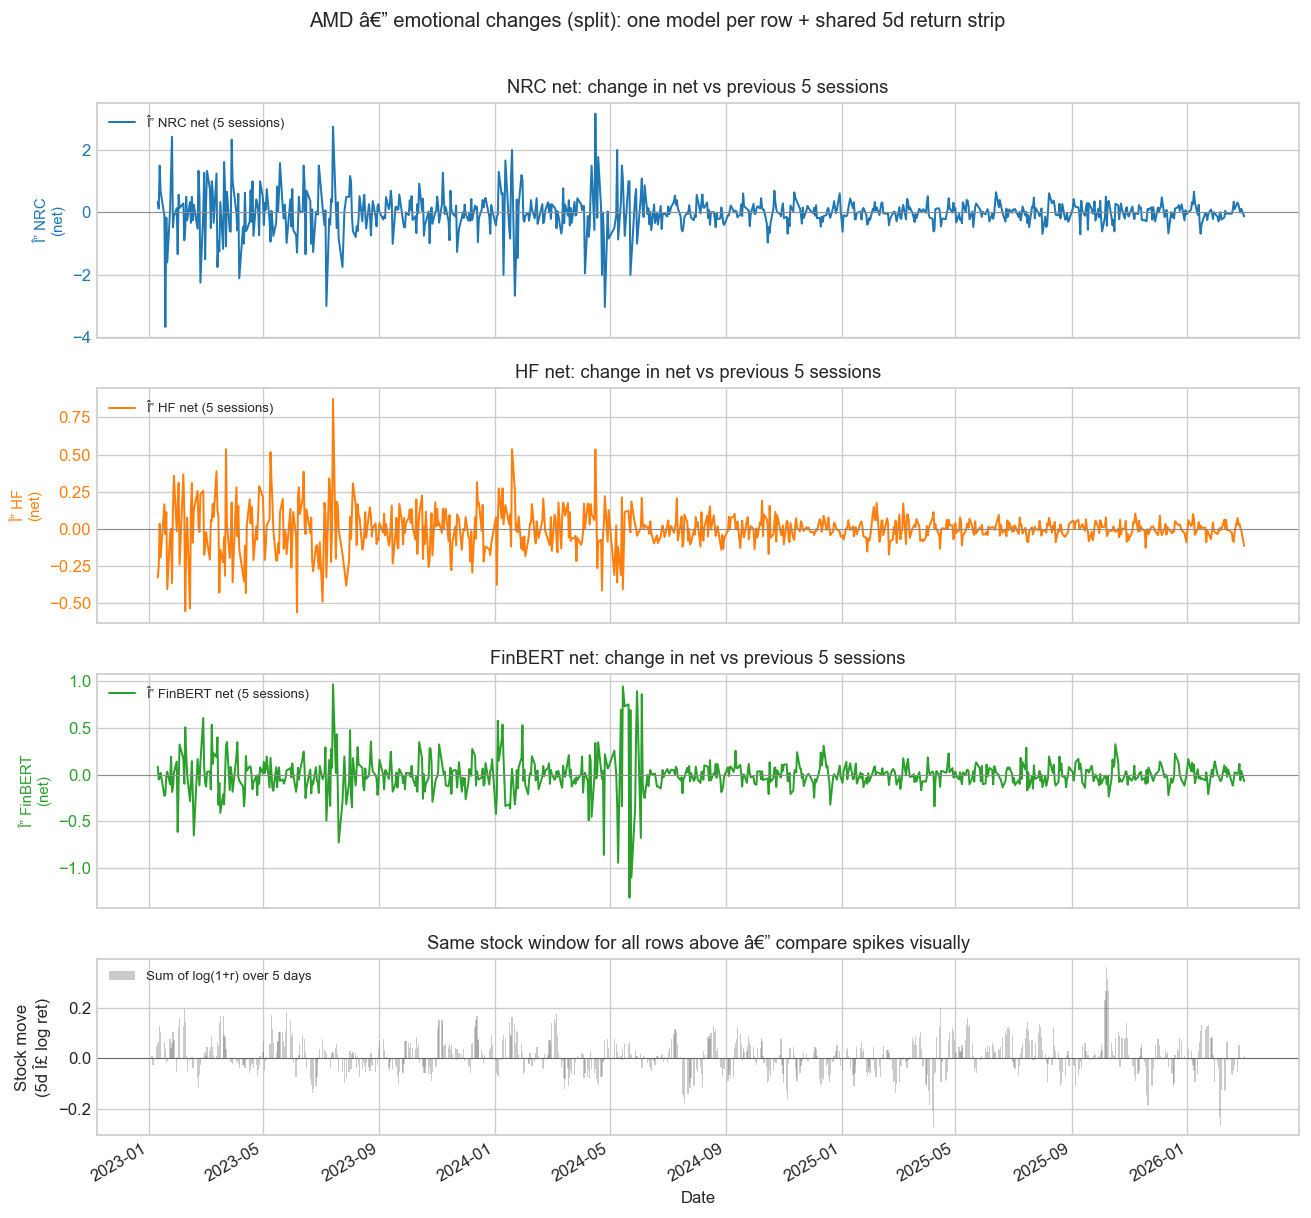 AMD â€” emotional changes (split): one model per row + shared 5d return strip
NRC net: change in net vs previous 5 sessions
Î” NRC net (5 sessions)
Î” NRC
(net)
2
0
−2
−4
HF net: change in net vs previous 5 sessions
Î” HF net (5 sessions)
Î” HF
(net)
0.75
0.50
0.25
0.00
−0.25
−0.50
FinBERT net: change in net vs previous 5 sessions
Î” FinBERT net (5 sessions)
Î” FinBERT
(net)
1.0
0.5
0.0
−0.5
−1.0
Same stock window for all rows above â€” compare spikes visually
Sum of log(1+r) over 5 days
Stock move
(5d Î£ log ret)
0.2
0.0
−0.2
2023-01
2023-05
2023-09
2024-01
2024-05
2024-09
2025-01
2025-05
2025-09
2026-01
Date